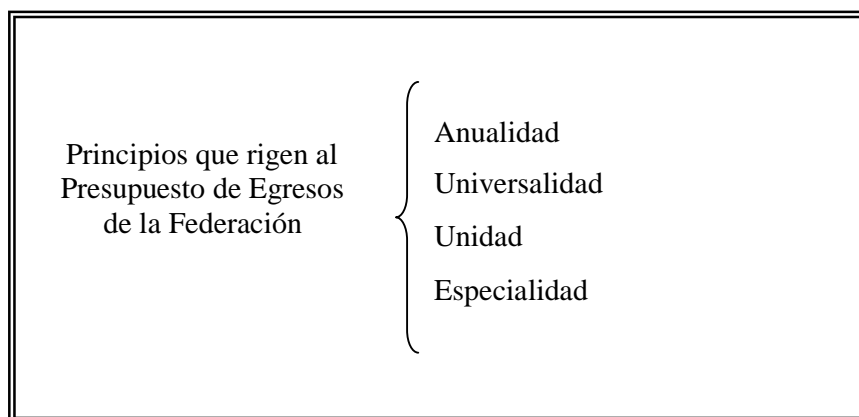 Principios que rigen al
Presupuesto de Egresos
de la Federación
Anualidad
Universalidad
Unidad
Especialidad